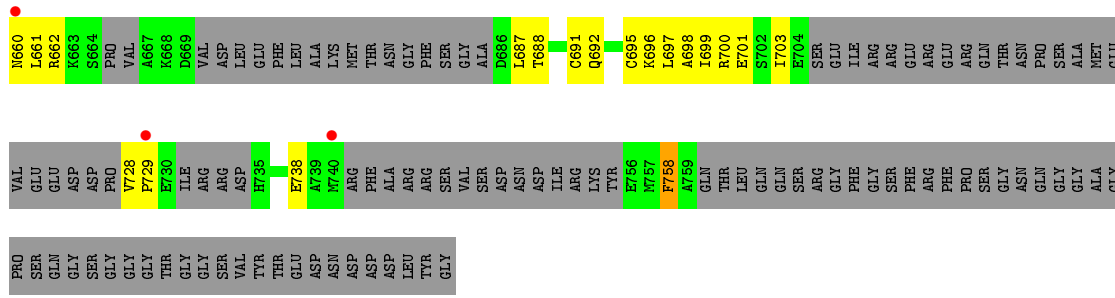 N660 L661 R662 K663 S664 PRO VAL A667 K668 D669 VAL ASP LEU GLU PHE LEU ALA LYS MET THR ASN GLY PHE SER GLY ALA D686 L687 T688 C691 Q692 C695 K696 L697 A698 I699 R700 E701 S702 I703 E704 SER GLU ILE ARG ARG GLU ARG GLU ARG GLN THR ASN PRO SER ALA MET GLU
VAL GLU GLU ASP ASP PRO V728 P729 E730 ILE ARG ARG ASP H735 E738 A739 M740 ARG PHE ALA ARG ARG SER VAL SER ASP ASN ASP ILE ARG LYS TYR E756 M757 F758 A759 GLN THR LEU GLN GLN SER ARG GLY PHE GLY SER PHE ARG PHE PRO SER GLY ASN GLN GLY GLY ALA GLY
PRO SER GLN GLY SER GLY GLY GLY THR GLY GLY SER VAL TYR THR GLU ASP ASN ASP ASP ASP LEU TYR GLY